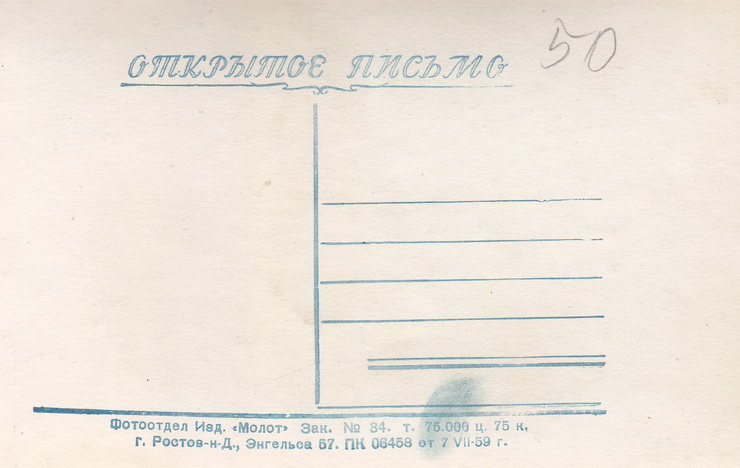 ОТКРЫТОЕ ПИСЬМО
50
Фотоотдел Изд. «Молот» Зак. № 34. т. 75.000 ц. 75 к,
г. Ростов-н-Д., Энгельса 57. ПК 06458 от 7 VII-59 г.